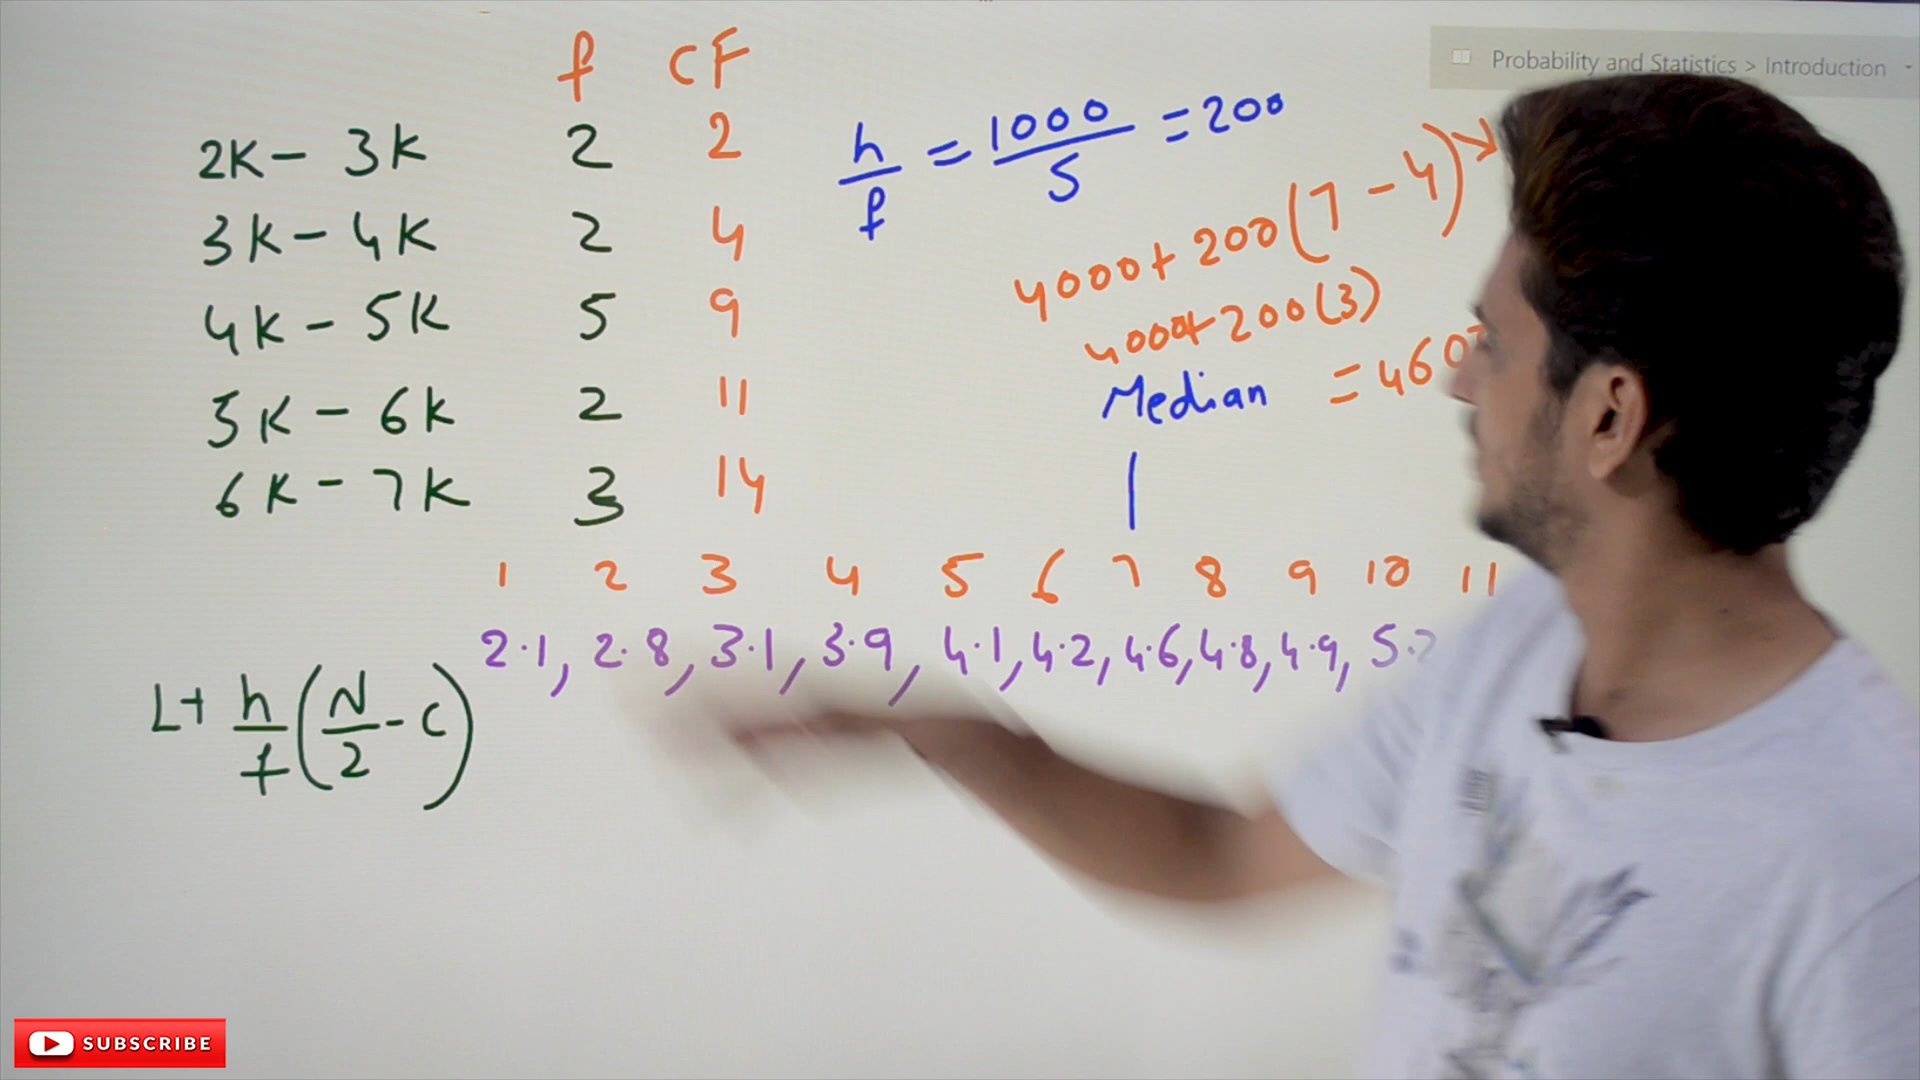 Probability and Statistics > Introduction
f CF
2K - 3K 2 2
3K - 4K 2 4
4K - 5K 5 9
5K - 6K 2 11
6K - 7K 3 14
h/f = 1000/5 = 200
4000 + 200 (7 - 4)
4000 + 200 (3)
Median = 460
1 2 3 4 5 6 7 8 9 10 11
2.1, 2.8, 3.1, 3.9, 4.1, 4.2, 4.6, 4.8, 4.9,
L + h/f (N/2 - C)
SUBSCRIBE